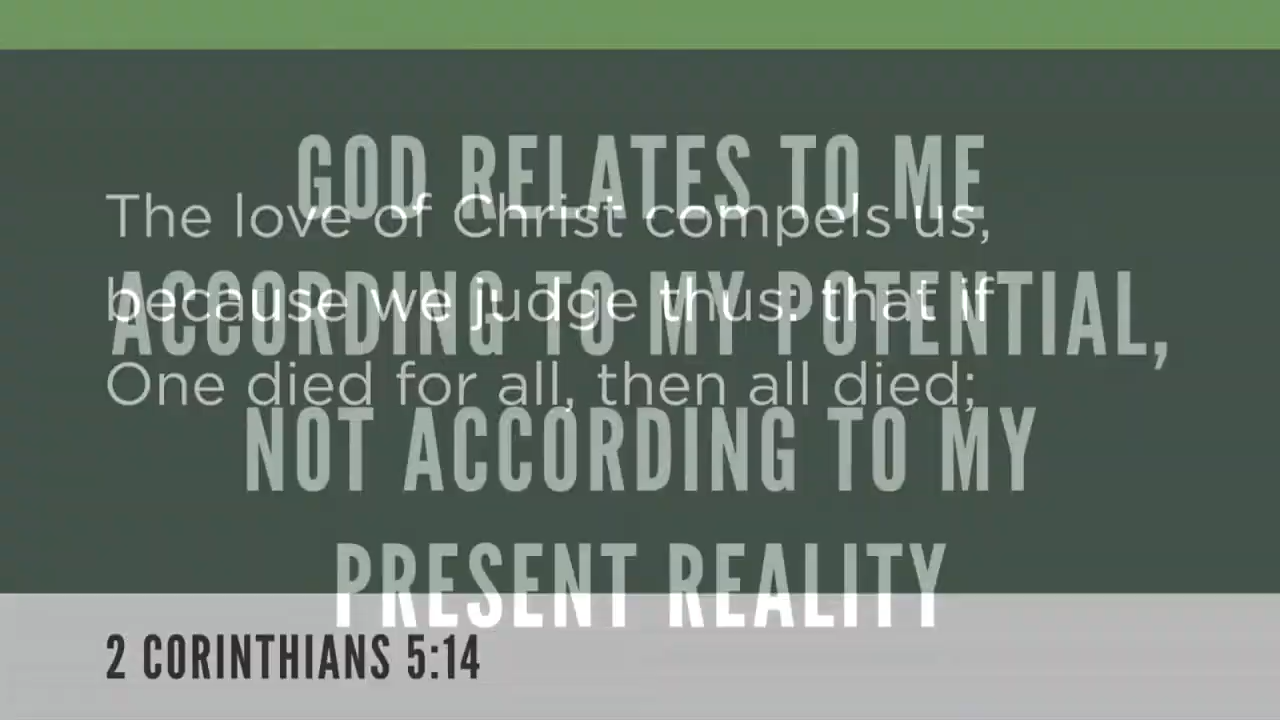 GOD RELATES TO ME
ACCORDING TO MY POTENTIAL,
NOT ACCORDING TO MY
PRESENT REALITY
The love of Christ compels us,
because we judge thus: that if
One died for all, then all died;
2 CORINTHIANS 5:14